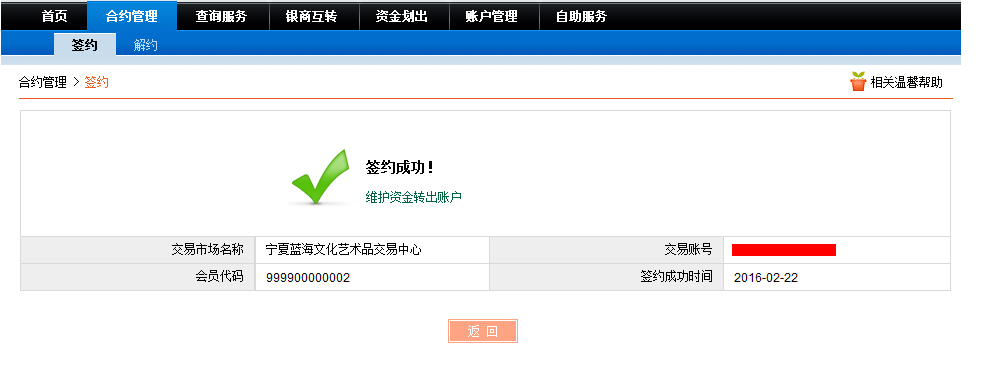 首页 合约管理 查询服务 银商互转 资金划出 账户管理 自助服务
签约 解约
合约管理 > 签约 相关温馨帮助
签约成功！
维护资金转出账户
交易市场名称 宁夏蓝海文化艺术品交易中心 交易账号
会员代码 999900000002 签约成功时间 2016-02-22
返 回